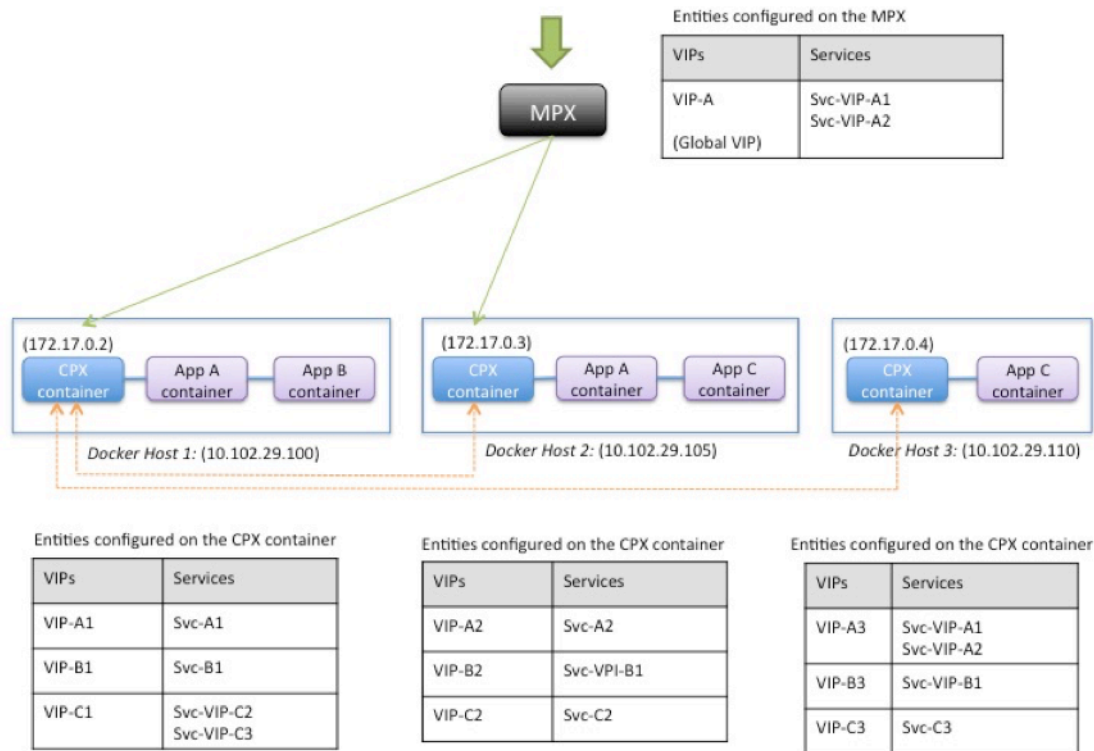 Entities configured on the MPX
VIPs Services
VIP-A Svc-VIP-A1
Svc-VIP-A2
(Global VIP)
MPX
(172.17.0.2)
CPX
container
App A
container
App B
container
Docker Host 1: (10.102.29.100)
(172.17.0.3)
CPX
container
App A
container
App C
container
Docker Host 2: (10.102.29.105)
(172.17.0.4)
CPX
container
App C
container
Docker Host 3: (10.102.29.110)
Entities configured on the CPX container
VIPs Services
VIP-A1 Svc-A1
VIP-B1 Svc-B1
VIP-C1 Svc-VIP-C2
Svc-VIP-C3
Entities configured on the CPX container
VIPs Services
VIP-A2 Svc-A2
VIP-B2 Svc-VPI-B1
VIP-C2 Svc-C2
Entities configured on the CPX container
VIPs Services
VIP-A3 Svc-VIP-A1
Svc-VIP-A2
VIP-B3 Svc-VIP-B1
VIP-C3 Svc-C3